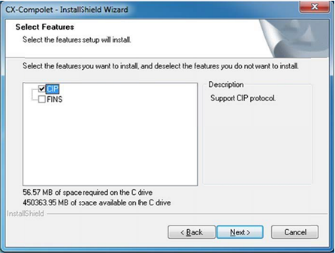 CX-Compolet - InstallShield Wizard
Select Features
Select the features setup will install.
Select the features you want to install, and deselect the features you do not want to install.
CIP
FINS
Description
Support CIP protocol.
56.57 MB of space required on the C drive
450363.95 MB of space available on the C drive
InstallShield
< Back
Next >
Cancel